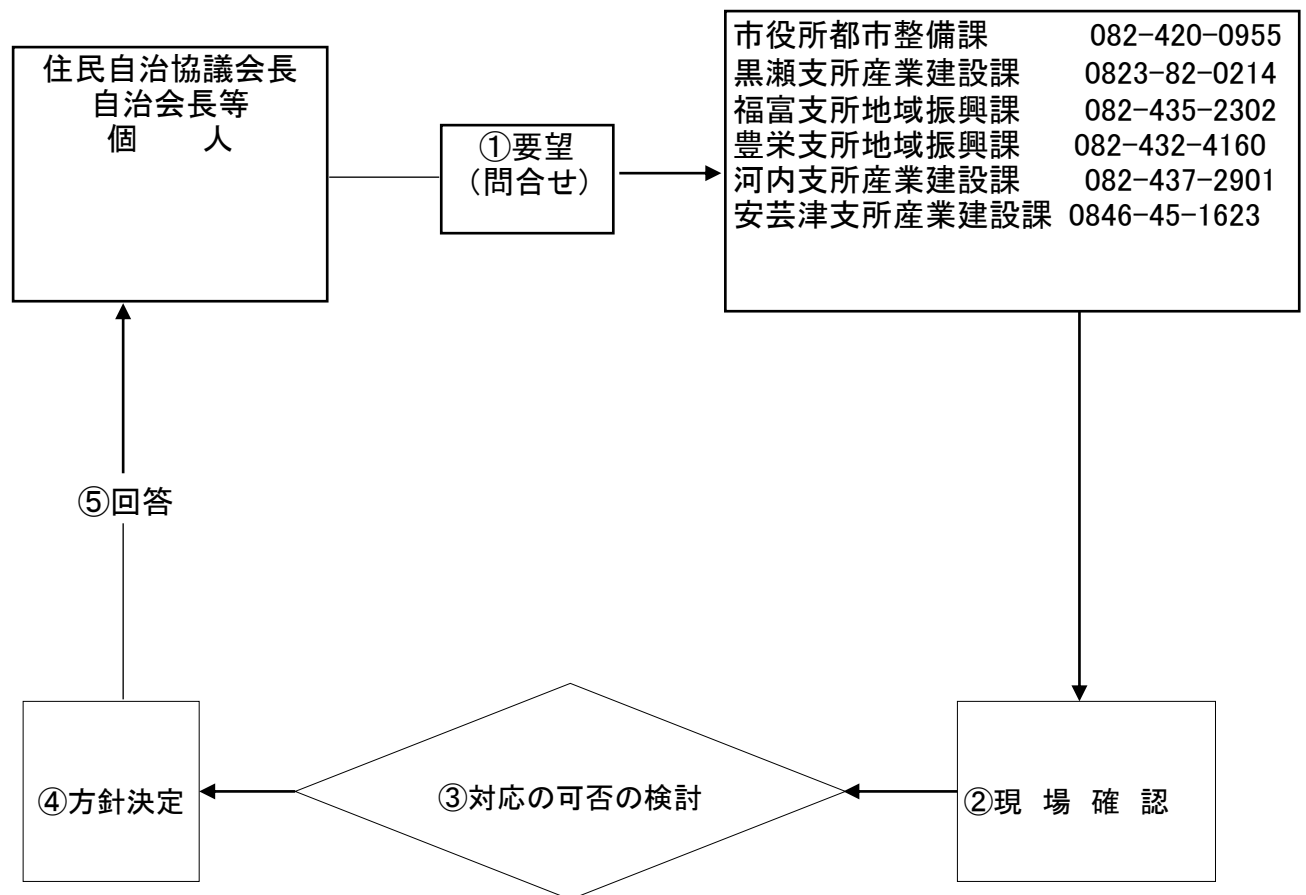 住民自治協議会長
自治会長等
個　　人
①要望
（問合せ）
市役所都市整備課　082-420-0955
黒瀬支所産業建設課　0823-82-0214
福富支所地域振興課　082-435-2302
豊栄支所地域振興課　082-432-4160
河内支所産業建設課　082-437-2901
安芸津支所産業建設課 0846-45-1623
②現 場 確 認
③対応の可否の検討
④方針決定
⑤回答